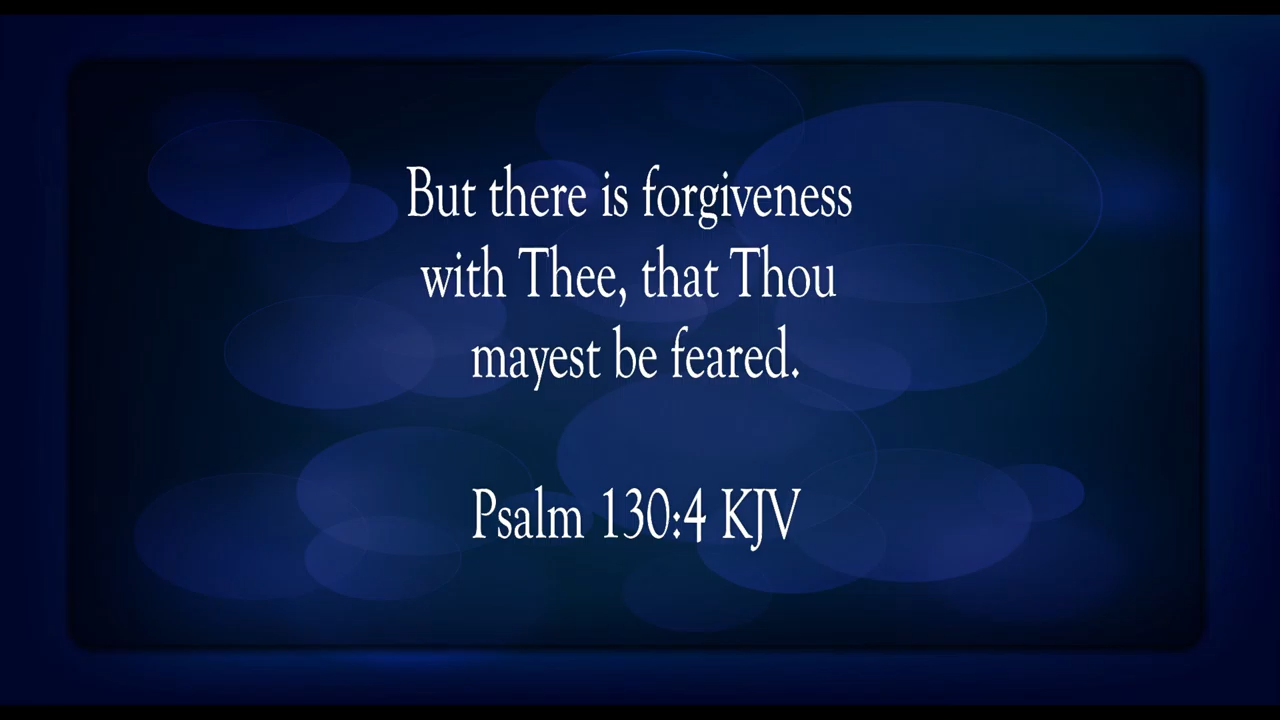 But there is forgiveness
with Thee, that Thou
mayest be feared.
Psalm 130:4 KJV